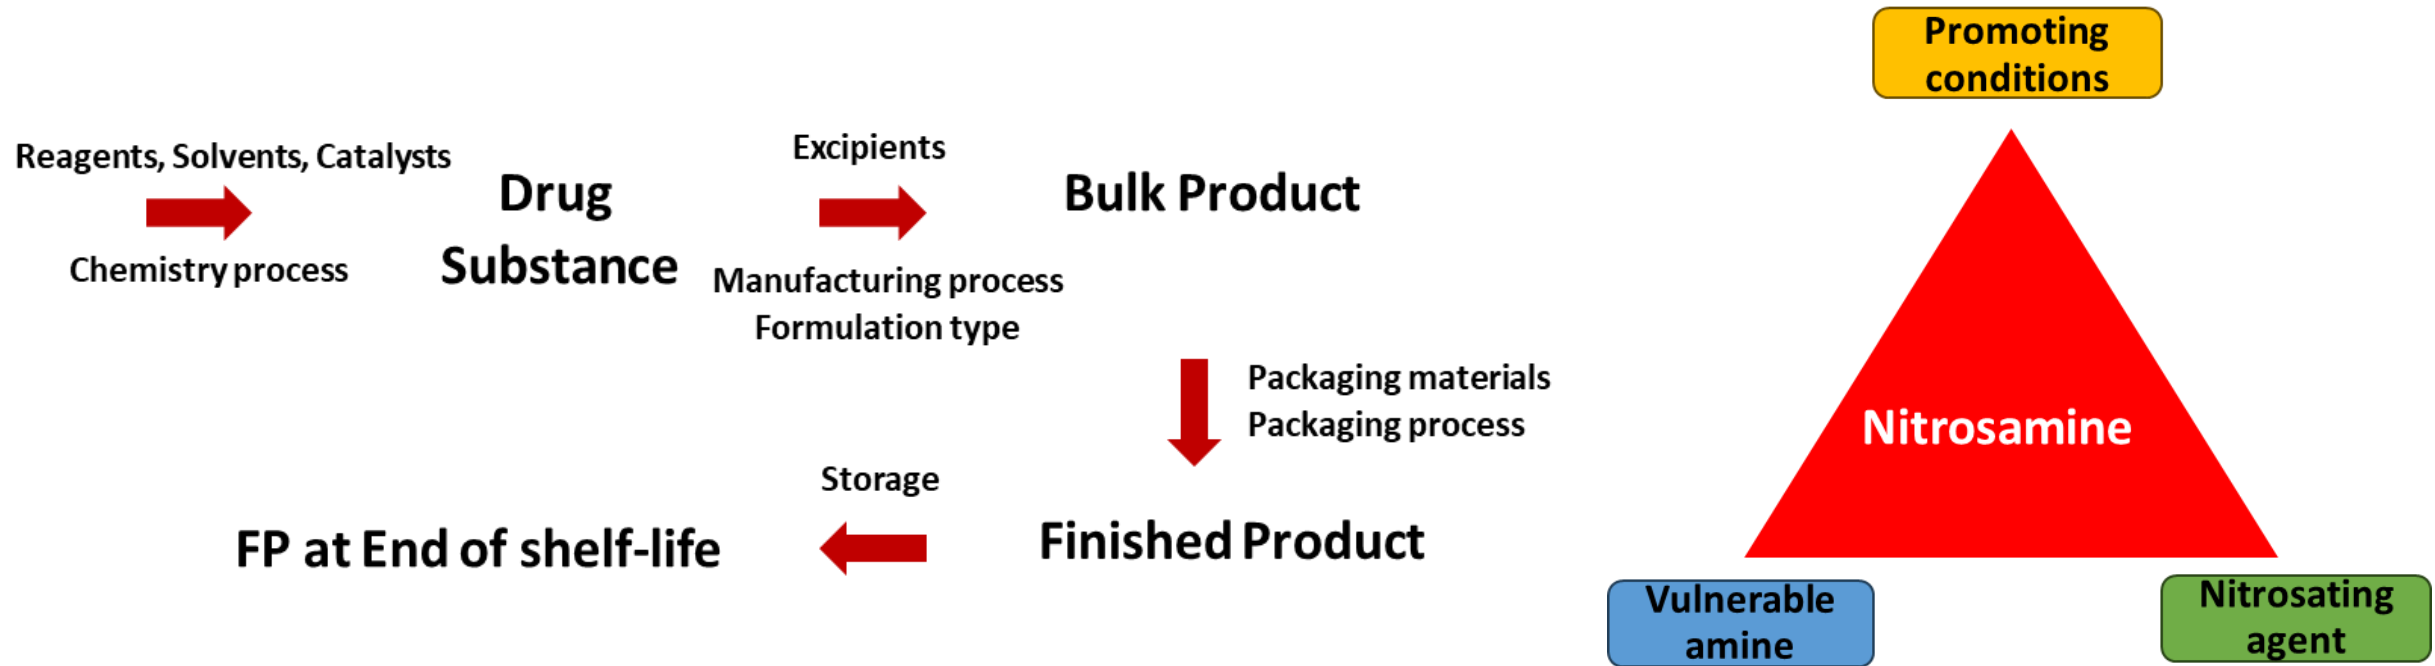 Reagents, Solvents, Catalysts
Chemistry process
Drug
Substance
Excipients
Manufacturing process
Formulation type
Bulk Product
Packaging materials
Packaging process
Finished Product
Storage
FP at End of shelf-life
Promoting
conditions
Nitrosamine
Vulnerable
amine
Nitrosating
agent